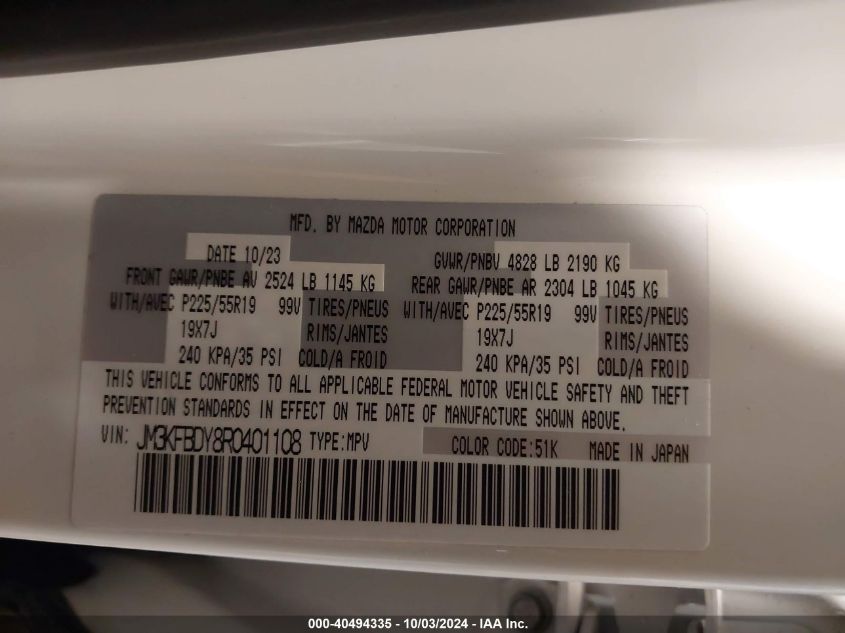 MFD. BY MAZDA MOTOR CORPORATION
DATE 10/23 GVWR/PNBV 4828 LB 2190 KG
FRONT GAWR/PNBE AV 2524 LB 1145 KG REAR GAWR/PNBE AR 2304 LB 1045 KG
WITH/AVEC P225/55R19 99V TIRES/PNEUS WITH/AVEC P225/55R19 99V TIRES/PNEUS
19X7J RIMS/JANTES 19X7J RIMS/JANTES
240 KPA/35 PSI COLD/A FROID 240 KPA/35 PSI COLD/A FROID
THIS VEHICLE CONFORMS TO ALL APPLICABLE FEDERAL MOTOR VEHICLE SAFETY AND THEFT
PREVENTION STANDARDS IN EFFECT ON THE DATE OF MANUFACTURE SHOWN ABOVE.
VIN: JM3KFBDY8R0401108 TYPE:MPV COLOR CODE:51K MADE IN JAPAN
000-40494335 - 10/03/2024 - IAA Inc.